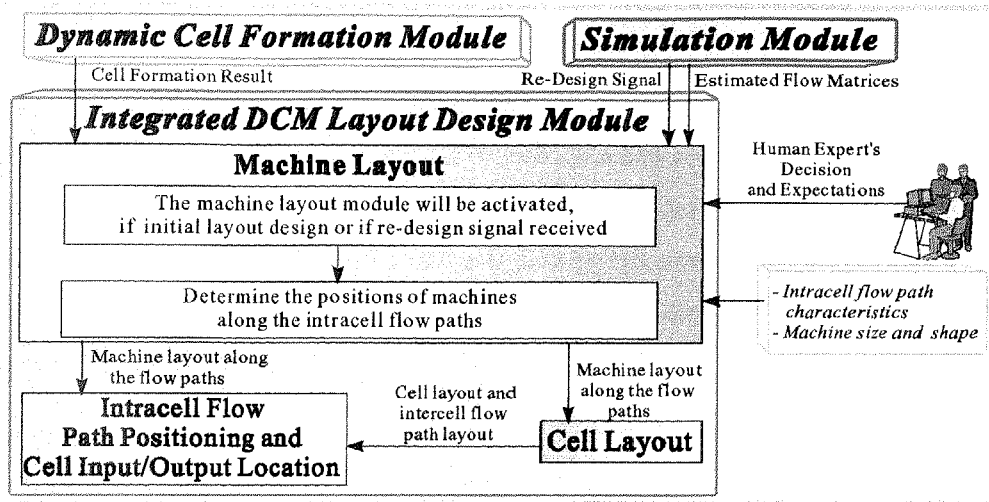 Dynamic Cell Formation Module
Simulation Module
Cell Formation Result
Re-Design Signal
Estimated Flow Matrices
Integrated DCM Layout Design Module
Machine Layout
The machine layout module will be activated,
if initial layout design or if re-design signal received
Determine the positions of machines
along the intracell flow paths
Human Expert's
Decision
and Expectations
- Intracell flow path
characteristics
- Machine size and shape
Machine layout along
the flow paths
Machine layout
along the flow
paths
Cell layout and
intercell flow
path layout
Intracell Flow
Path Positioning and
Cell Input/Output Location
Cell Layout